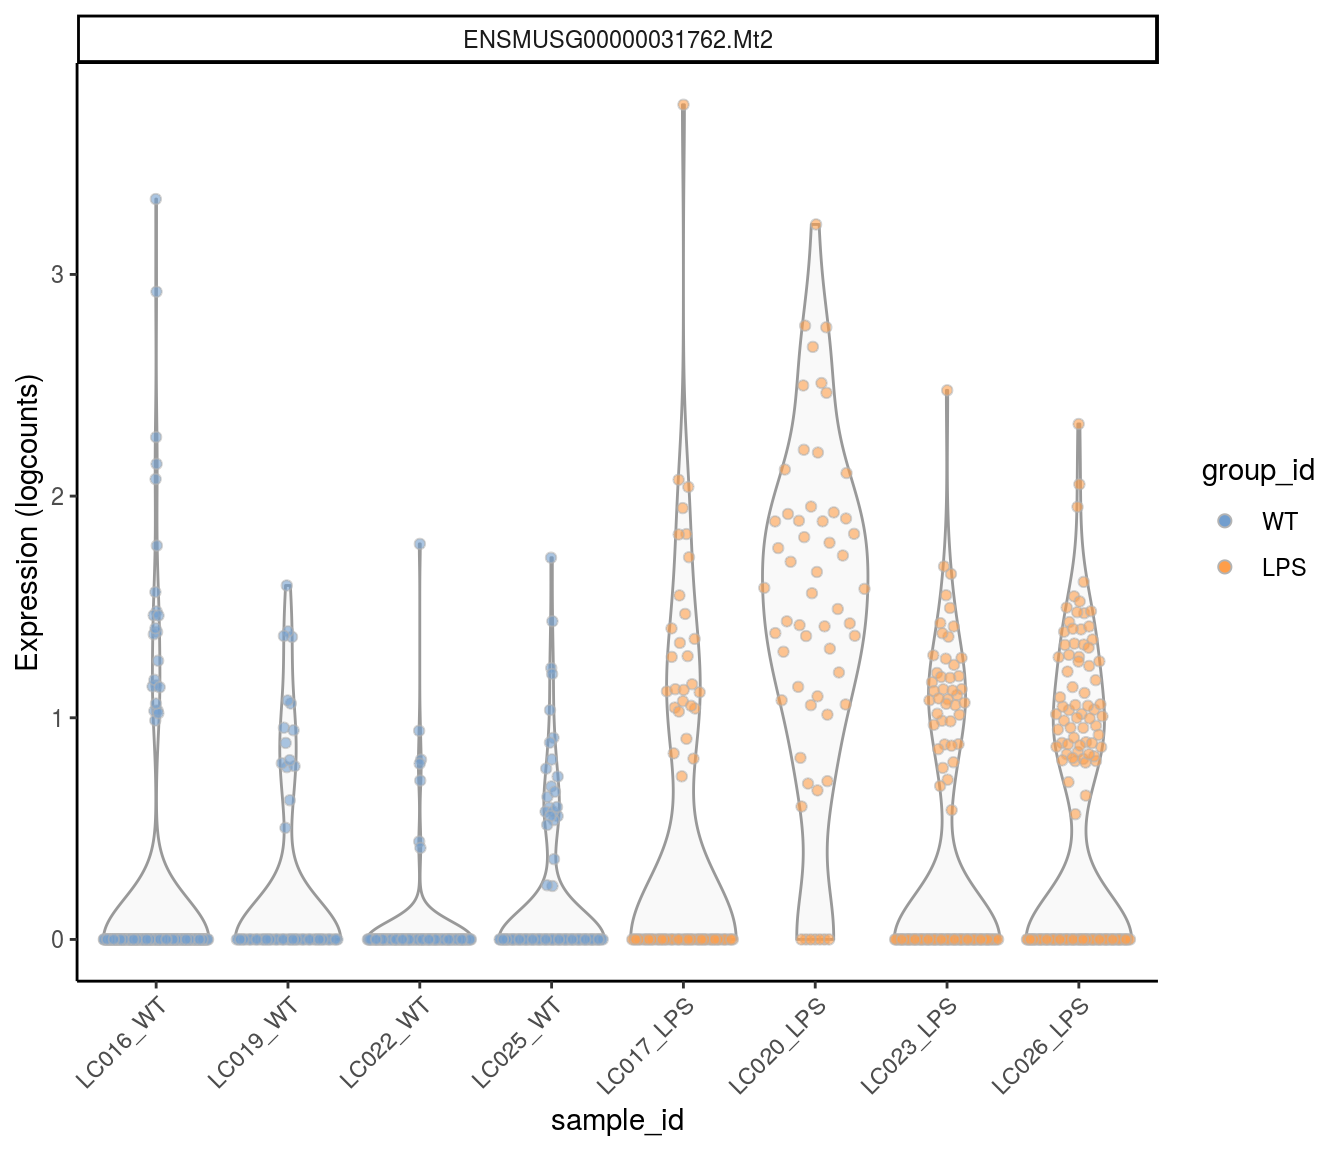 ENSMUSG00000031762.Mt2
Expression (logcounts)
3
2
1
0
LC016_WT
LC019_WT
LC022_WT
LC025_WT
LC017_LPS
LC020_LPS
LC023_LPS
LC026_LPS
sample_id
group_id
WT
LPS